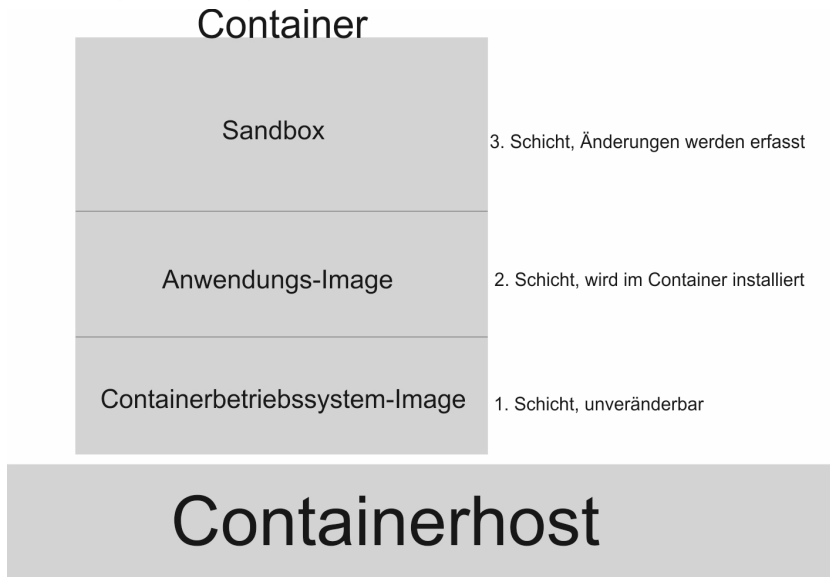 Container
Sandbox
3. Schicht, Änderungen werden erfasst
Anwendungs-Image
2. Schicht, wird im Container installiert
Containerbetriebssystem-Image
1. Schicht, unveränderbar
Containerhost